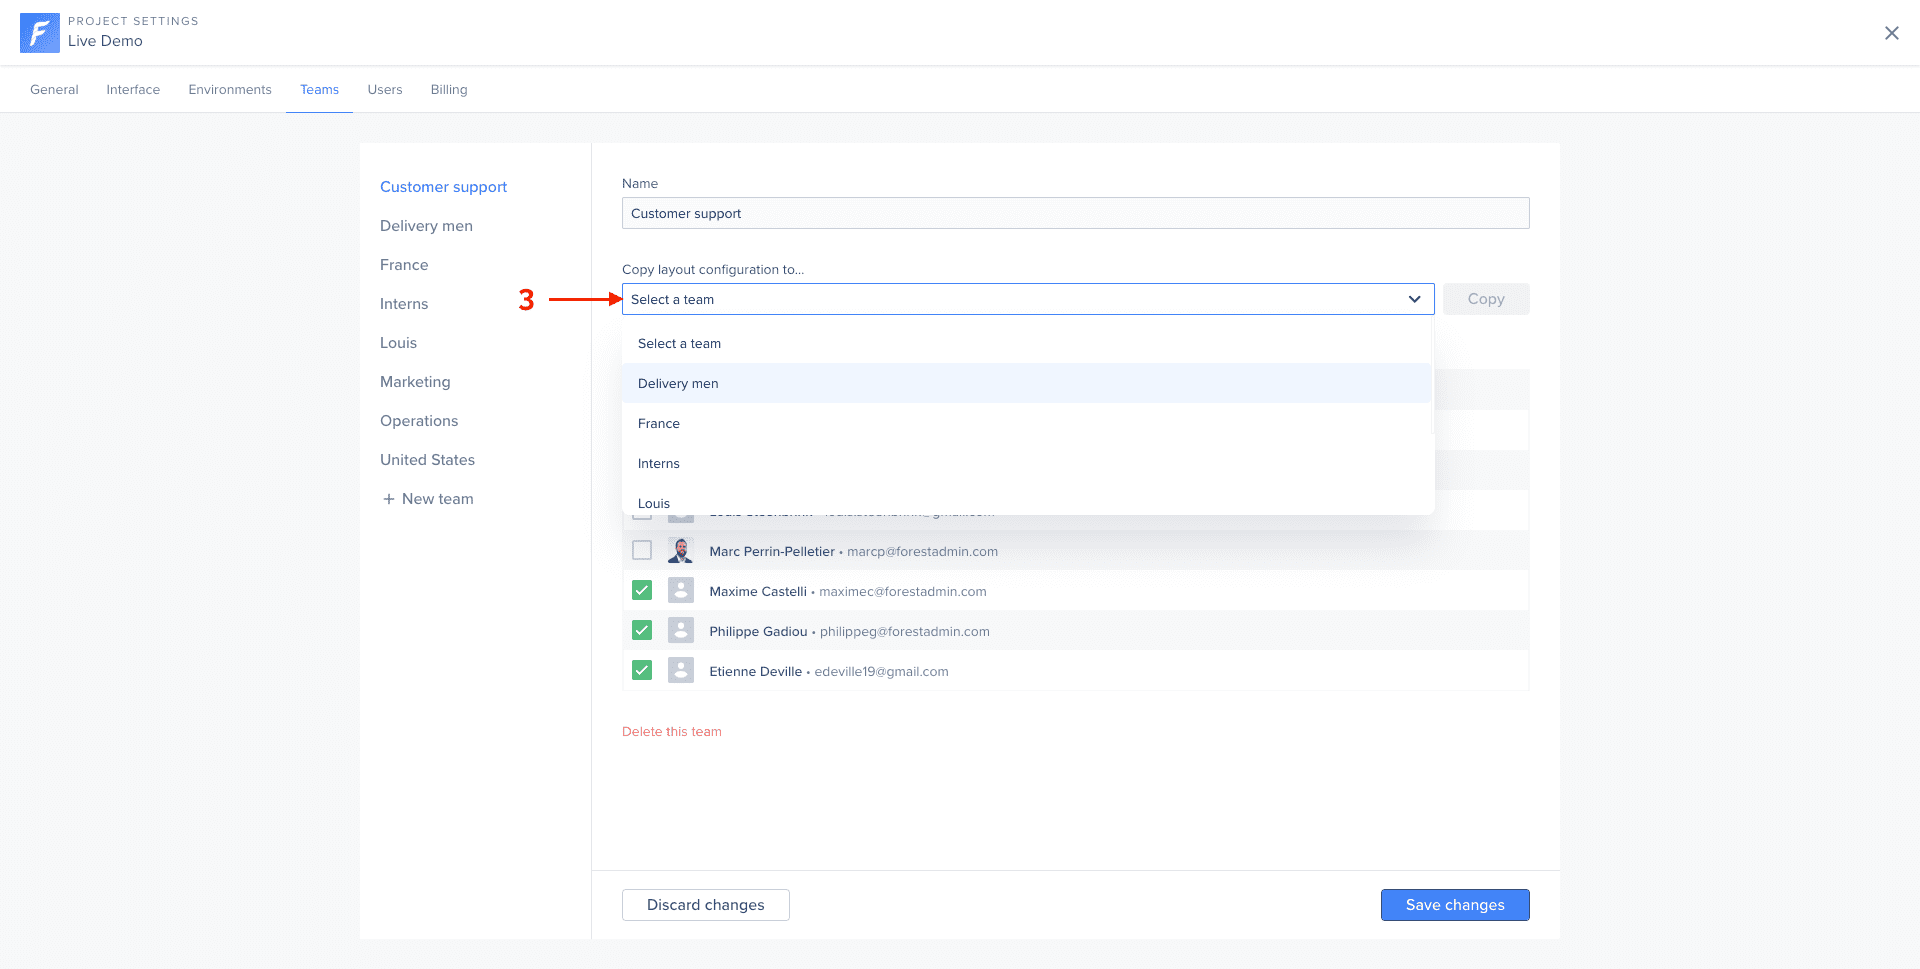 PROJECT SETTINGS
Live Demo
General Interface Environments Teams Users Billing
Customer support
Delivery men
France
Interns
Louis
Marketing
Operations
United States
+ New team
Name
Customer support
Copy layout configuration to...
3
Select a team
Copy
Select a team
Delivery men
France
Interns
Louis
Marc Perrin-Pelletier • marcp@forestadmin.com
Maxime Castelli • maximec@forestadmin.com
Philippe Gadiou • philippeg@forestadmin.com
Etienne Deville • edeville19@gmail.com
Delete this team
Discard changes
Save changes